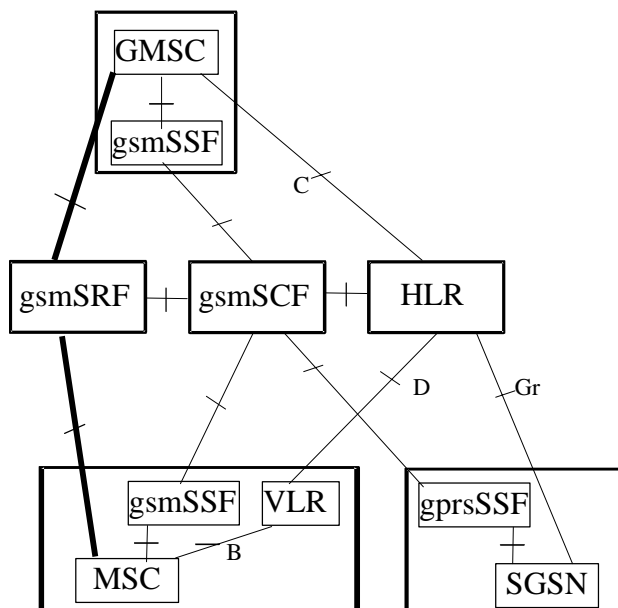 GMSC
gsmSSF
C
gsmSRF
gsmSCF
HLR
D
Gr
gsmSSF
VLR
gprsSSF
B
MSC
SGSN